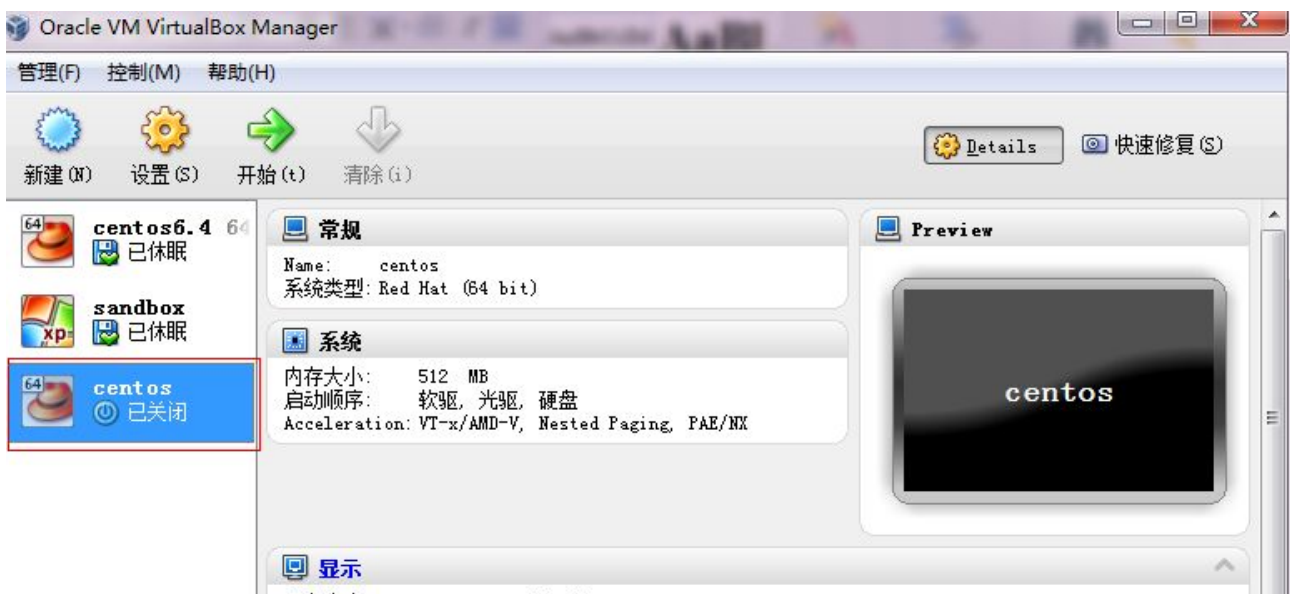 Oracle VM VirtualBox Manager
管理(F) 控制(M) 帮助(H)
新建(N) 设置(S) 开始(t) 清除(i)
Details 快速修复(S)
64 centos6.4 64
已休眠
xp sandbox
已休眠
64 centos
已关闭
常规
Name: centos
系统类型: Red Hat (64 bit)
系统
内存大小: 512 MB
启动顺序: 软驱, 光驱, 硬盘
Acceleration: VT-x/AMD-V, Nested Paging, PAE/NX
Preview
centos
显示